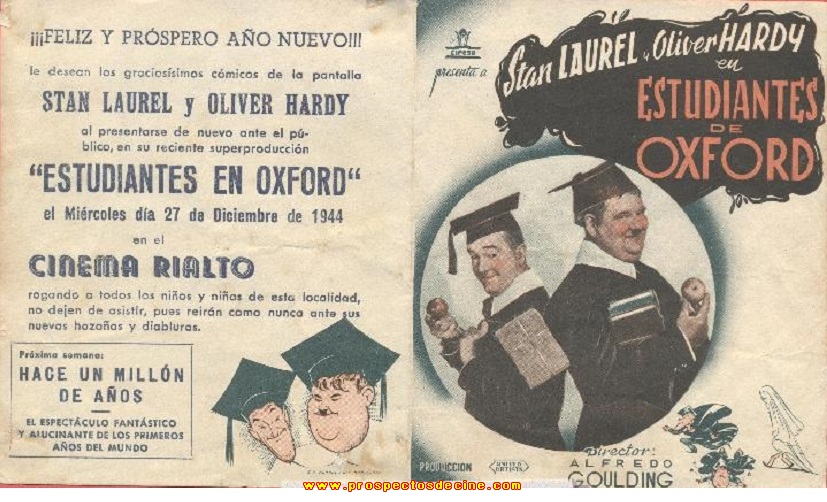 ¡¡¡FELIZ Y PRÓSPERO AÑO NUEVO!!!
le desean los graciosísimos cómicos de la pantalla
STAN LAUREL y OLIVER HARDY
al presentarse de nuevo ante el pú-
blico, en su reciente superproducción
"ESTUDIANTES EN OXFORD"
el Miércoles día 27 de Diciembre de 1944
en el
CINEMA RIALTO
rogando a todos los niños y niñas de esta localidad,
no dejen de asistir, pues reirán como nunca ante sus
nuevas hazañas y diabluras.
Próxima semana:
HACE UN MILLÓN
DE AÑOS
EL ESPECTÁCULO FANTÁSTICO
Y ALUCINANTE DE LOS PRIMEROS
AÑOS DEL MUNDO
CIFESA
presenta a
Stan LAUREL y Oliver HARDY
en
ESTUDIANTES
DE
OXFORD
PRODUCCION
UNITED
ARTISTS
Director:
ALFREDO
GOULDING
www.prospectosdecine.com